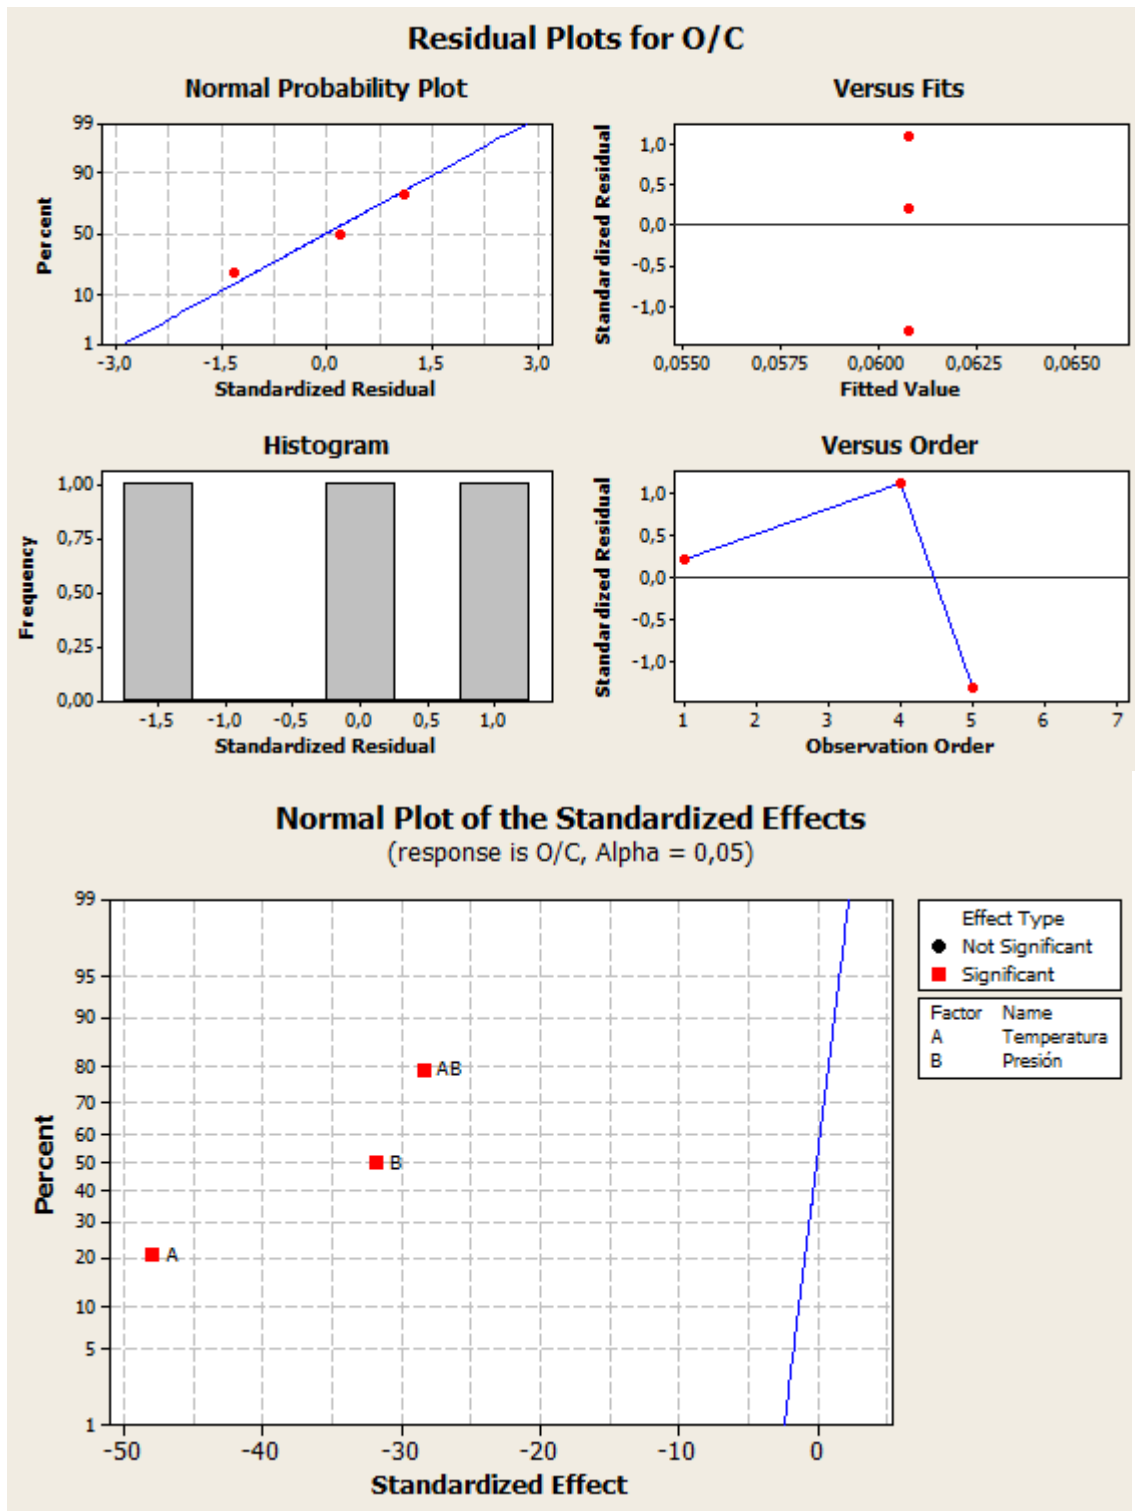 Residual Plots for O/C
Normal Probability Plot
Percent
99
90
50
10
1
-3,0 -1,5 0,0 1,5 3,0
Standardized Residual
Versus Fits
Standardized Residual
1,0
0,5
0,0
-0,5
-1,0
0,0550 0,0575 0,0600 0,0625 0,0650
Fitted Value
Histogram
Frequency
1,00
0,75
0,50
0,25
0,00
-1,5 -1,0 -0,5 0,0 0,5 1,0
Standardized Residual
Versus Order
Standardized Residual
1,0
0,5
0,0
-0,5
-1,0
1 2 3 4 5 6 7
Observation Order
Normal Plot of the Standardized Effects
(response is O/C, Alpha = 0,05)
Percent
99
95
90
80
70
60
50
40
30
20
10
5
1
AB
B
A
-50 -40 -30 -20 -10 0
Standardized Effect
Effect Type
Not Significant
Significant
Factor Name
A Temperatura
B Presión